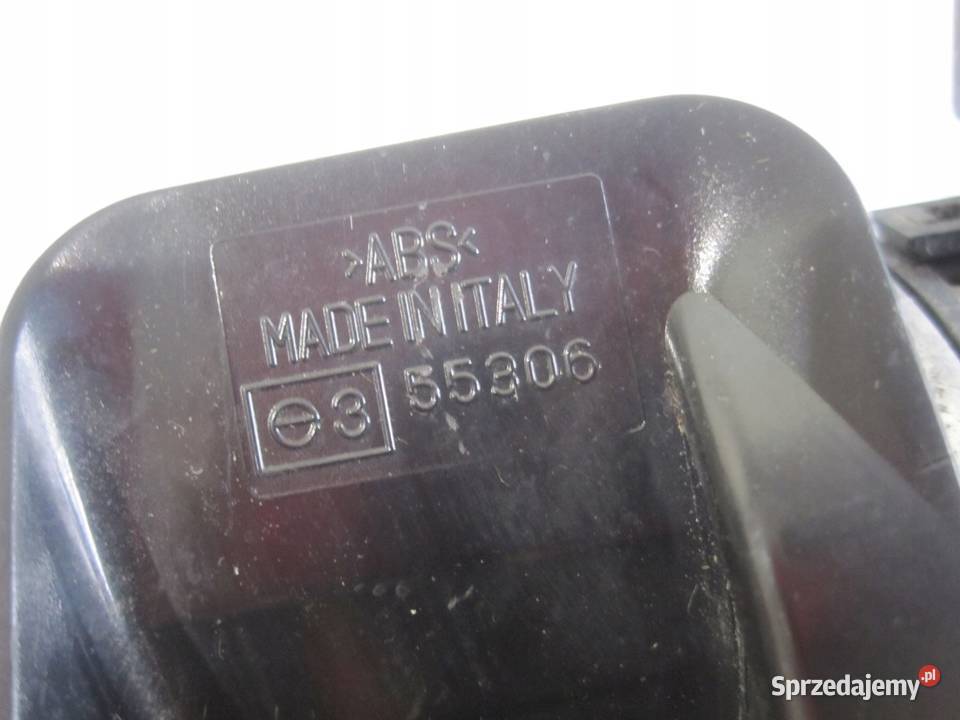 >ABS<
MADE IN ITALY
⊖3 55306
Sprzedajemy.pl